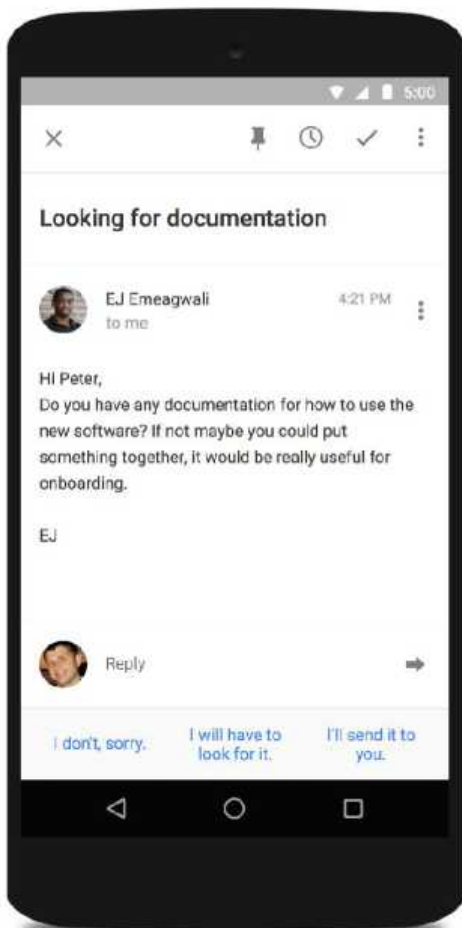 5:00
Looking for documentation
EJ Emeagwali
4:21 PM
to me
Hi Peter,
Do you have any documentation for how to use the
new software? If not maybe you could put
something together, it would be really useful for
onboarding.
EJ
Reply
I don't, sorry.
I will have to
look for it.
I'll send it to
you.